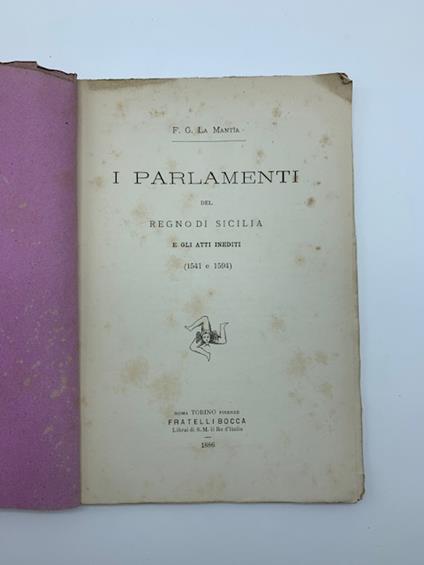 F. G. La Mantia
I PARLAMENTI
DEL
REGNO DI SICILIA
E GLI ATTI INEDITI
(1541 e 1594)
ROMA TORINO FIRENZE
FRATELLI BOCCA
Librai di S. M. il Re d'Italia
1886